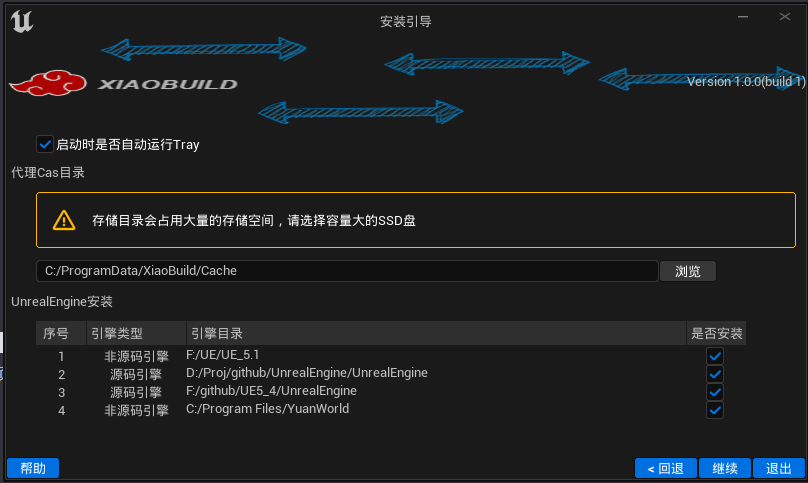 安装引导
XIAOBUILD
Version 1.0.0(build 1)
启动时是否自动运行Tray
代理Cas目录
存储目录会占用大量的存储空间，请选择容量大的SSD盘
C:/ProgramData/XiaoBuild/Cache 浏览
UnrealEngine安装
序号 引擎类型 引擎目录 是否安装
1 非源码引擎 F:/UE/UE_5.1
2 源码引擎 D:/Proj/github/UnrealEngine/UnrealEngine
3 源码引擎 F:/github/UE5_4/UnrealEngine
4 非源码引擎 C:/Program Files/YuanWorld
帮助 < 回退 继续 退出